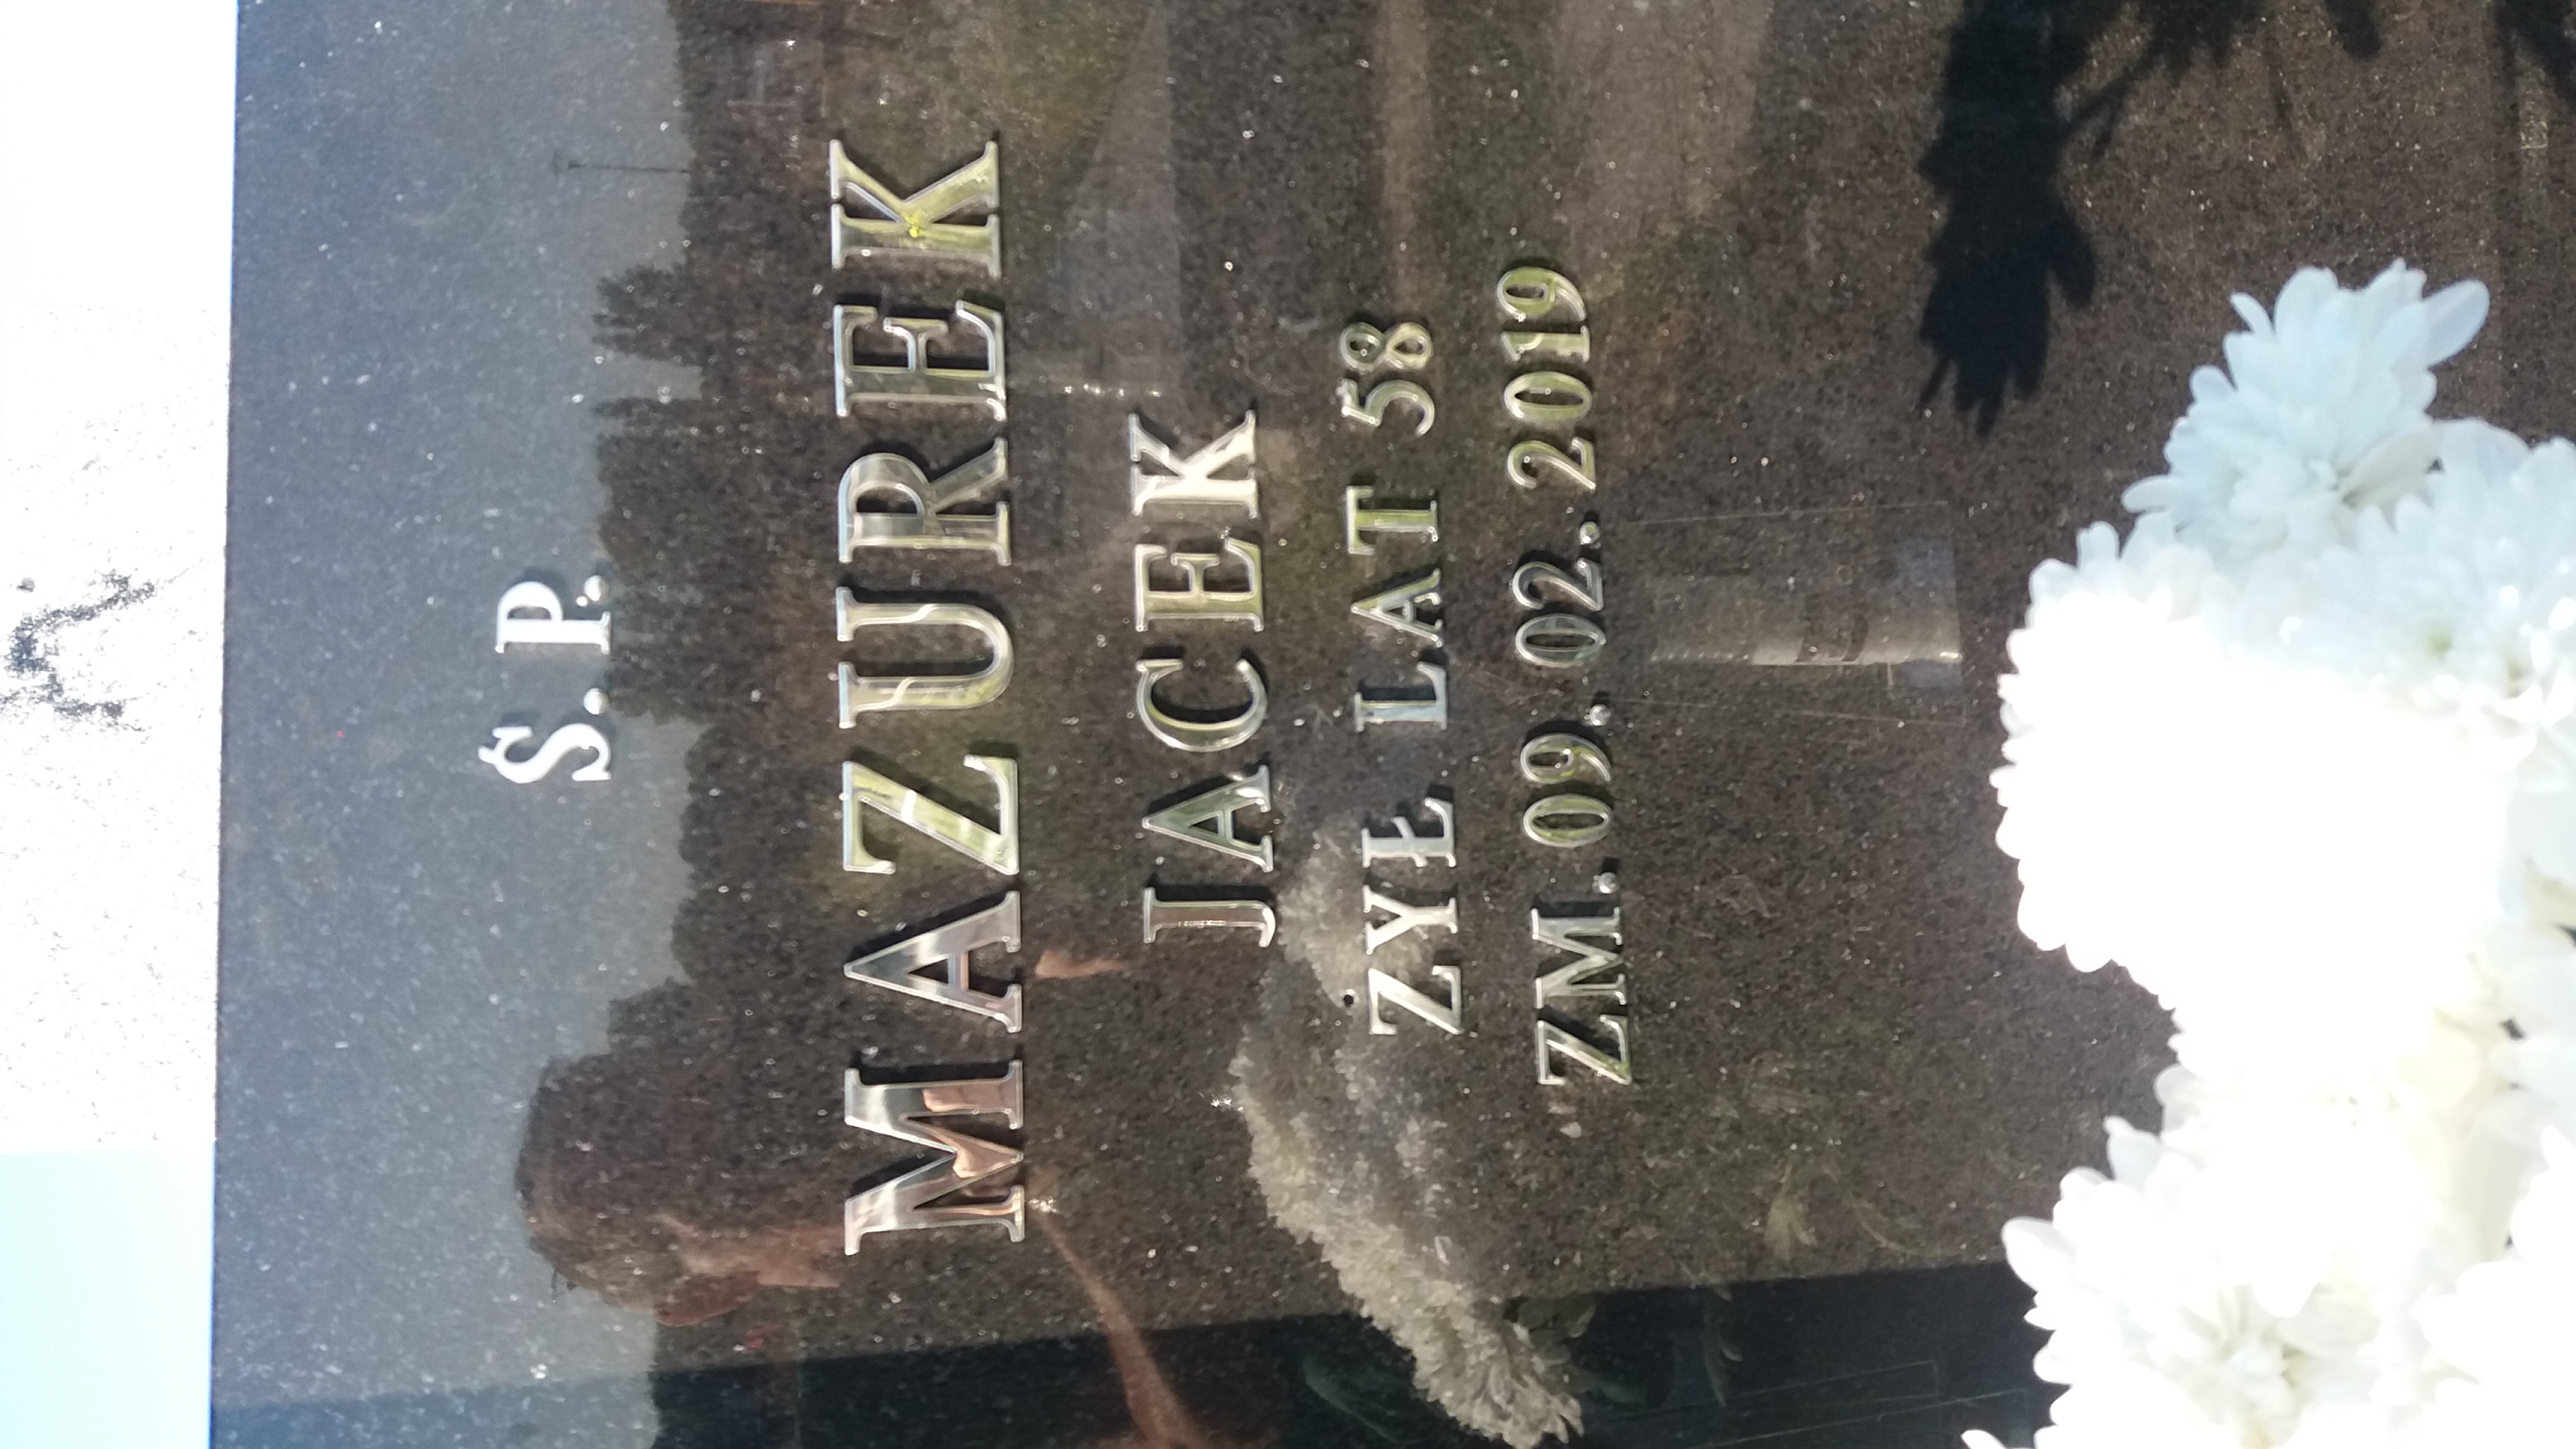 Ś. P.
MAZUREK
JACEK
ŻYŁ LAT 58
ZM. 09. 02. 2019